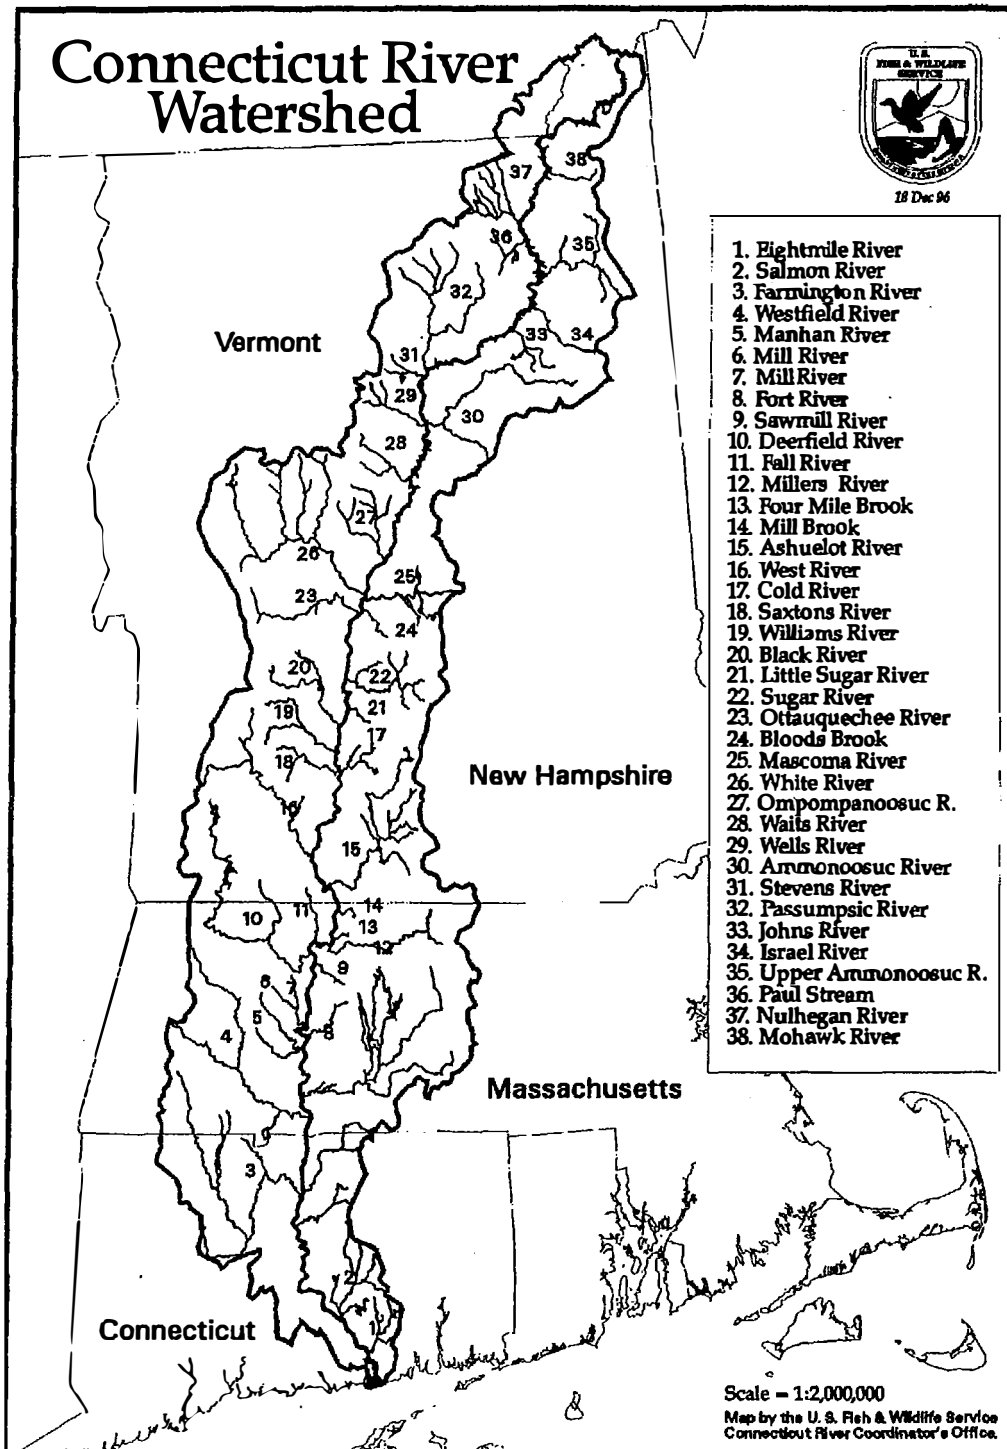 Connecticut River
Watershed
U.S.
FISH & WILDLIFE
SERVICE
18 Dec 96
1. Eightmile River
2. Salmon River
3. Farmington River
4. Westfield River
5. Manhan River
6. Mill River
7. Mill River
8. Fort River
9. Sawmill River
10. Deerfield River
11. Fall River
12. Millers River
13. Four Mile Brook
14. Mill Brook
15. Ashuelot River
16. West River
17. Cold River
18. Saxtons River
19. Williams River
20. Black River
21. Little Sugar River
22. Sugar River
23. Ottauquechee River
24. Bloods Brook
25. Mascoma River
26. White River
27. Ompompanoosuc R.
28. Waits River
29. Wells River
30. Ammonoosuc River
31. Stevens River
32. Passumpsic River
33. Johns River
34. Israel River
35. Upper Ammonoosuc R.
36. Paul Stream
37. Nulhegan River
38. Mohawk River
38
37
36
35
32
Vermont
33
34
31
29
30
28
27
26
25
23
24
20
22
19
21
17
18
New Hampshire
16
15
14
11
10
13
12
9
6
7
5
8
4
Massachusetts
3
2
Connecticut
1
Scale = 1:2,000,000
Map by the U. S. Fish & Wildlife Service
Connecticut River Coordinator's Office.